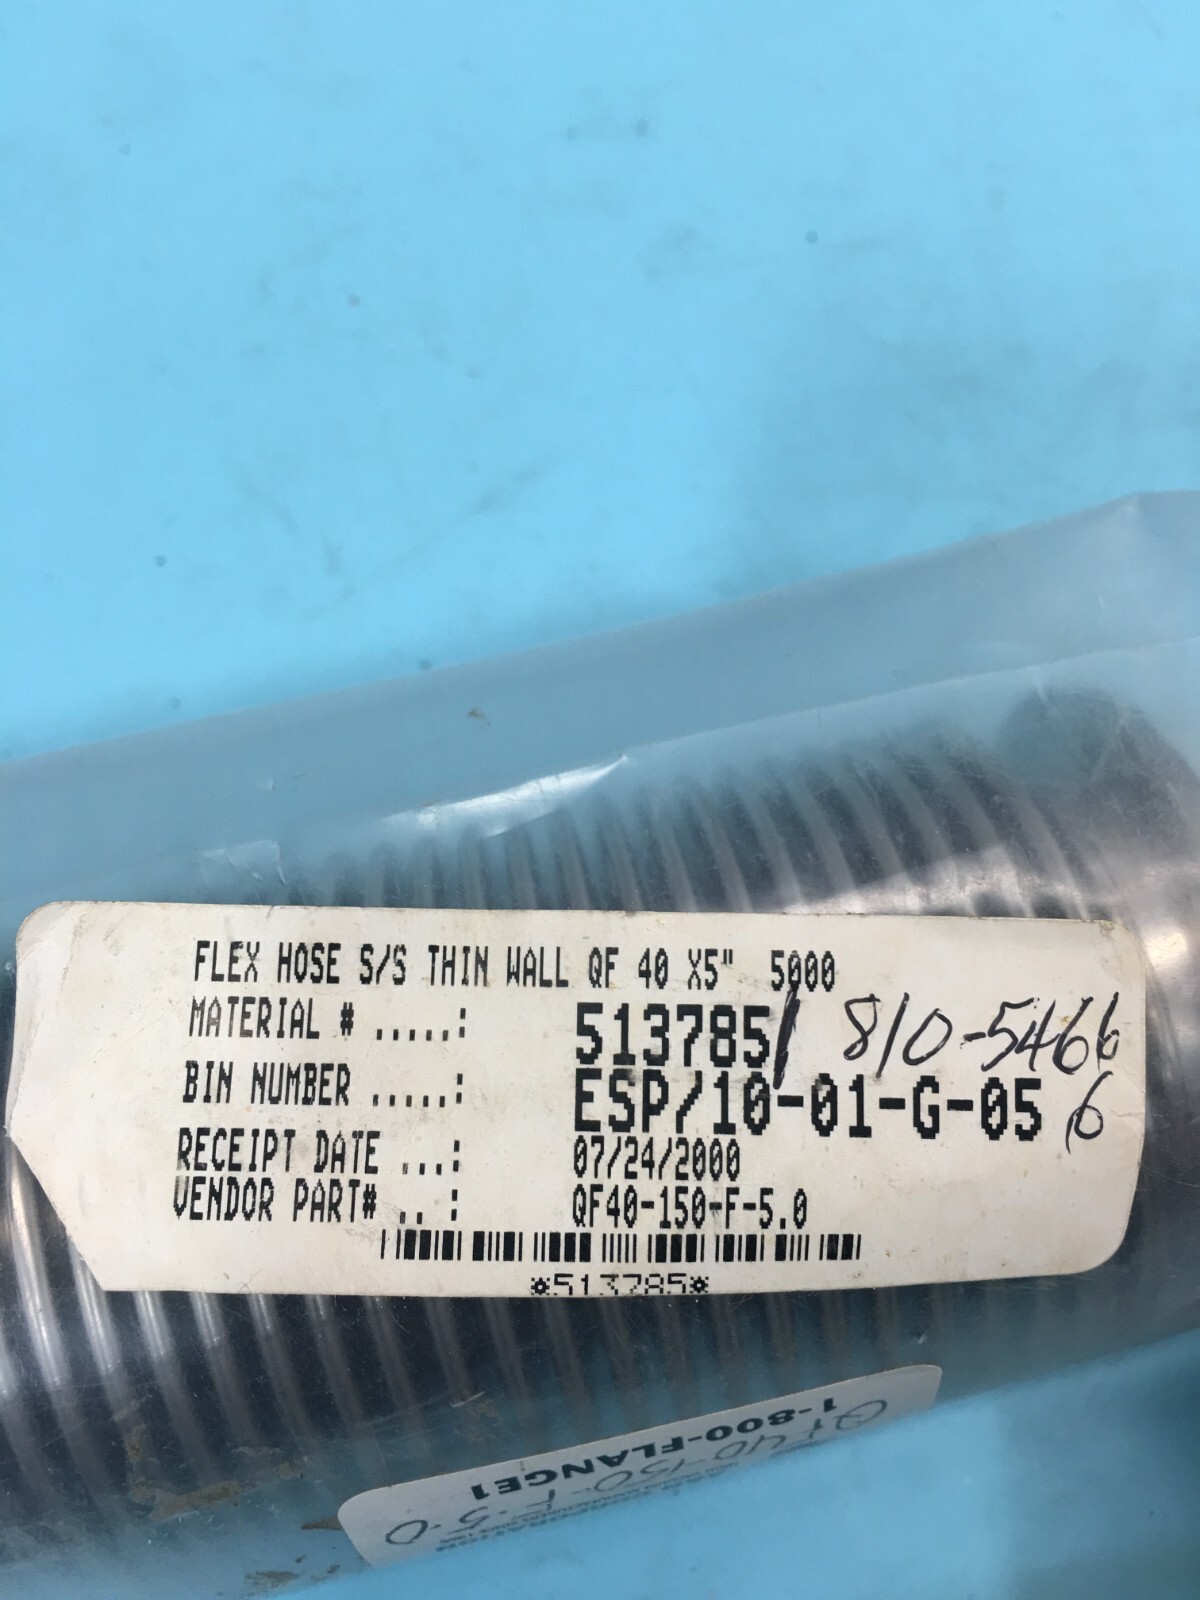 FLEX HOSE S/S THIN WALL QF 40 X5" 5000
MATERIAL # .....: 513785 / 810-5466
BIN NUMBER .....: ESP/10-01-G-05 6
RECEIPT DATE ...: 07/24/2000
VENDOR PART# .. : QF40-150-F-5.0
*513785*
CORPORATION
1-800-FLANGE1
QF40-150-F-5.0